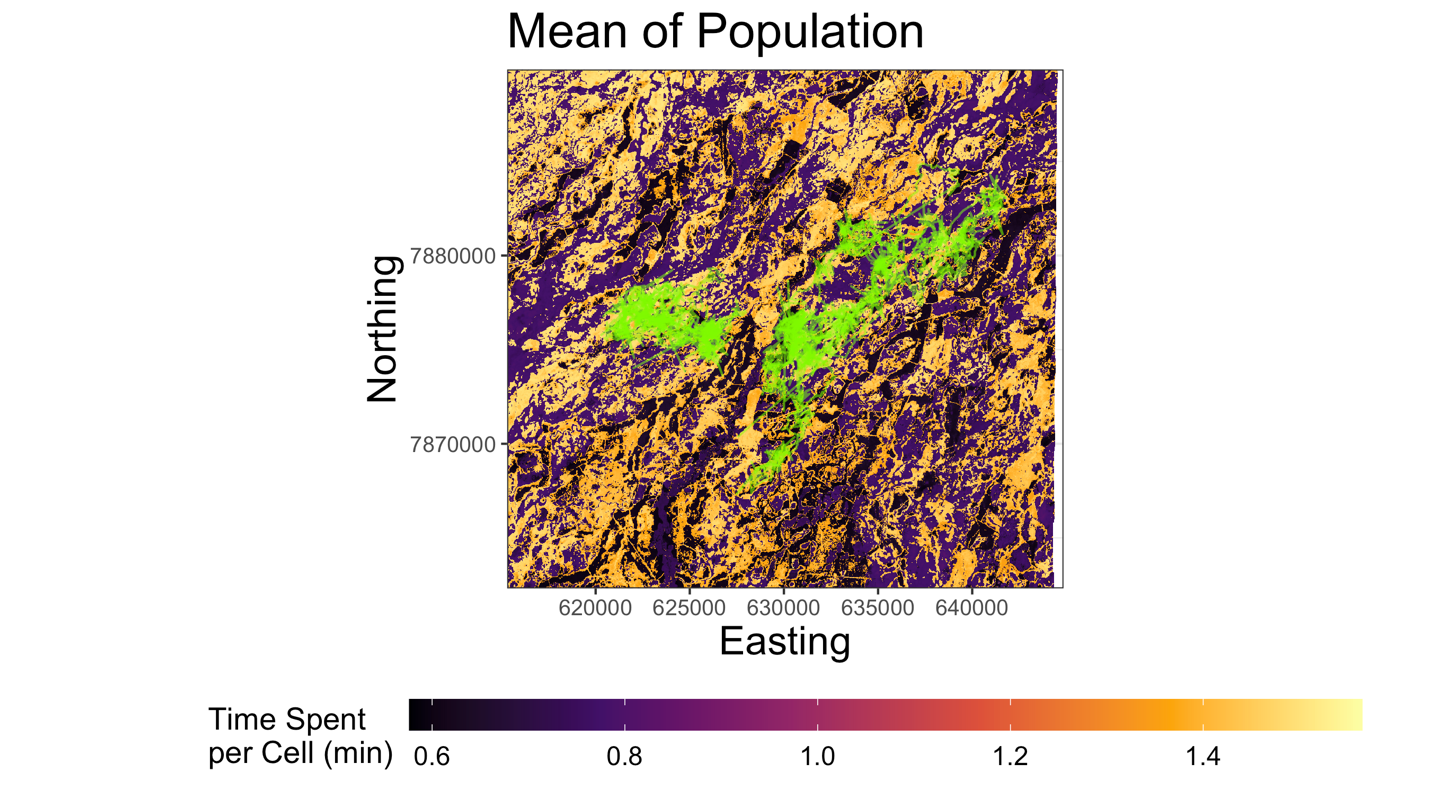 Mean of Population
Northing
7880000
7870000
620000 625000 630000 635000 640000
Easting
Time Spent
per Cell (min)
0.6 0.8 1.0 1.2 1.4